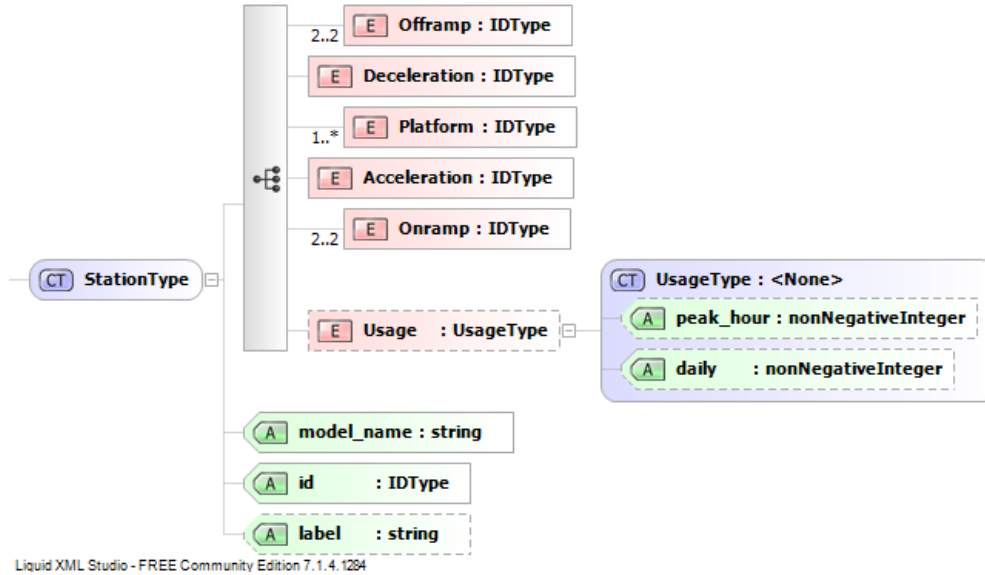 E Offramp : IDType
2..2
E Deceleration : IDType
E Platform : IDType
1..*
E Acceleration : IDType
E Onramp : IDType
2..2
CT StationType
CT UsageType : <None>
A peak_hour : nonNegativeInteger
E Usage : UsageType
A daily : nonNegativeInteger
A model_name : string
A id : IDType
A label : string
Liquid XML Studio - FREE Community Edition 7.1.4.1284